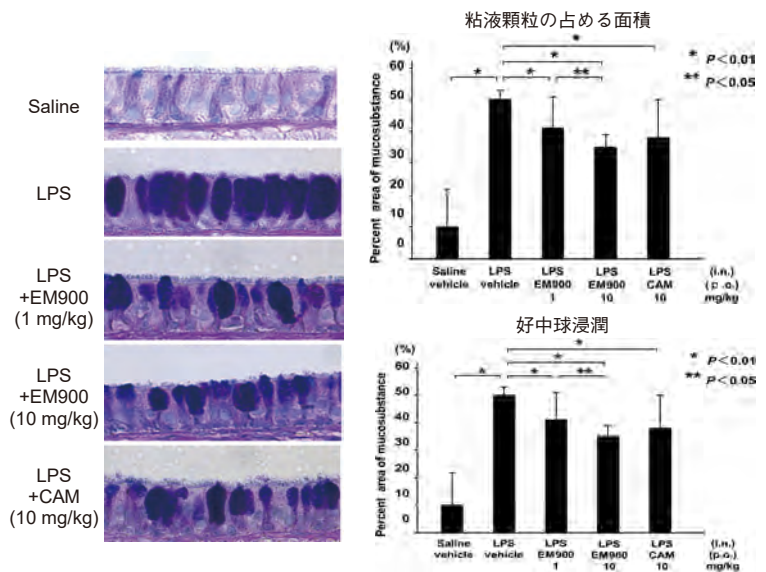 Saline
LPS
LPS
+EM900
(1 mg/kg)
LPS
+EM900
(10 mg/kg)
LPS
+CAM
(10 mg/kg)
粘液顆粒の占める面積
(%)
Percent area of mucosubstance
60
50
40
30
20
10
0
* * * * **
* P<0.01
** P<0.05
Saline LPS LPS LPS LPS (i.n.)
vehicle vehicle EM900 EM900 CAM (p.o.)
1 10 10 mg/kg
好中球浸潤
(%)
Percent area of mucosubstance
60
50
40
30
20
10
0
* * * * **
* P<0.01
** P<0.05
Saline LPS LPS LPS LPS (i.n.)
vehicle vehicle EM900 EM900 CAM (p.o.)
1 10 10 mg/kg